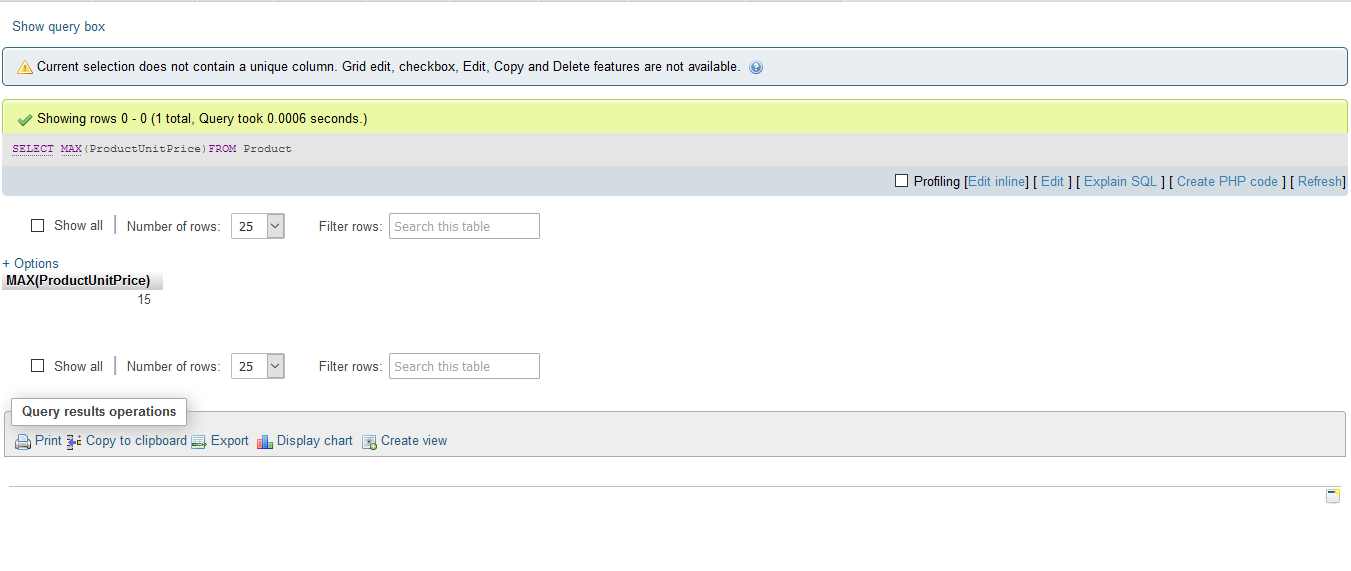 Show query box
Current selection does not contain a unique column. Grid edit, checkbox, Edit, Copy and Delete features are not available.
Showing rows 0 - 0 (1 total, Query took 0.0006 seconds.)
SELECT MAX(ProductUnitPrice)FROM Product
Profiling [Edit inline] [ Edit ] [ Explain SQL ] [ Create PHP code ] [ Refresh]
Show all Number of rows: 25 Filter rows: Search this table
+ Options
MAX(ProductUnitPrice)
15
Show all Number of rows: 25 Filter rows: Search this table
Query results operations
Print Copy to clipboard Export Display chart Create view